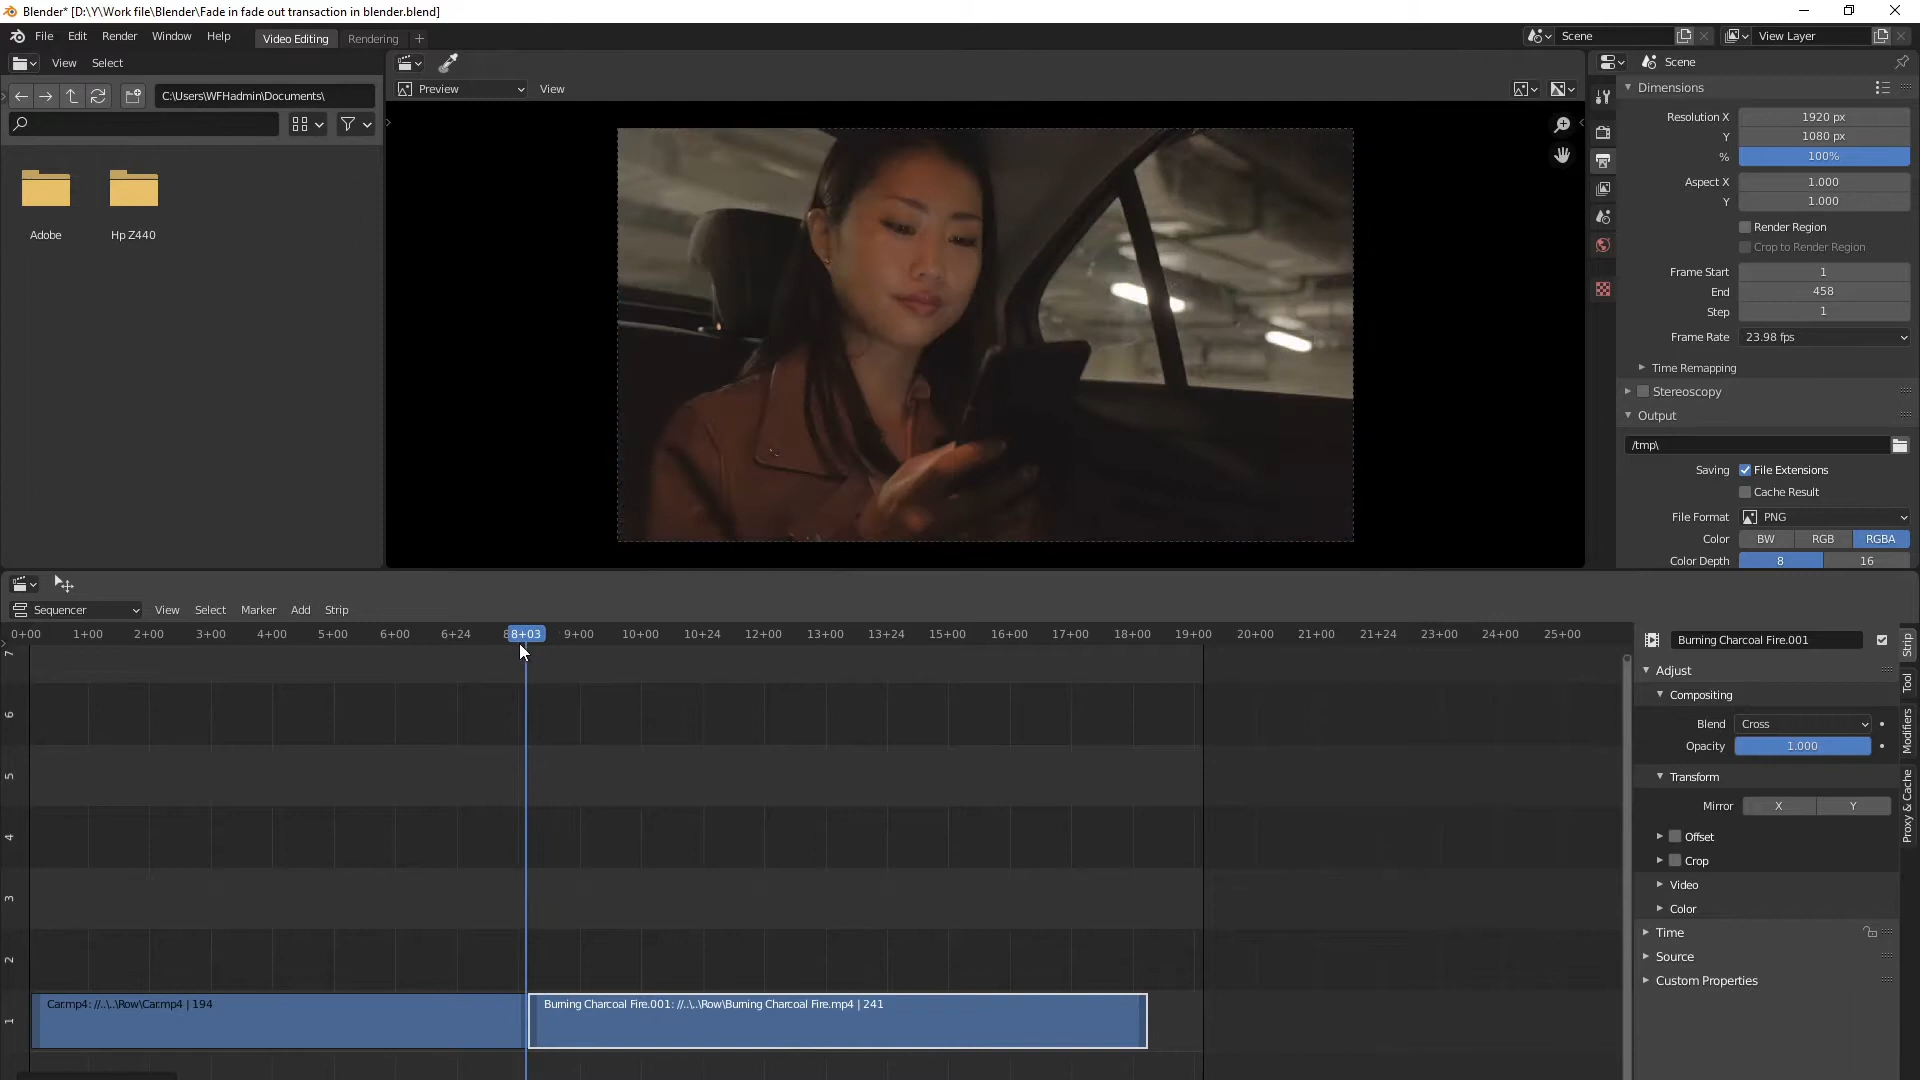 Blender* [D:\Y\Work file\Blender\Fade in fade out transaction in blender.blend]
File Edit Render Window Help Video Editing Rendering + Scene View Layer
View Select Scene
C:\Users\WFHadmin\Documents\ Preview View Dimensions
Resolution X 1920 px
Y 1080 px
% 100%
Aspect X 1.000
Y 1.000
Adobe Hp Z440
Render Region
Crop to Render Region
Frame Start 1
End 458
Step 1
Frame Rate 23.98 fps
Time Remapping
Stereoscopy
Output
/tmp\
Saving File Extensions
Cache Result
File Format PNG
Color BW RGB RGBA
Color Depth 8 16
Sequencer View Select Marker Add Strip
0+00 1+00 2+00 3+00 4+00 5+00 6+00 6+24 8+03 9+00 10+00 10+24 12+00 13+00 13+24 15+00 16+00 17+00 18+00 19+00 20+00 21+00 21+24 23+00 24+00 25+00
7
6
5
4
3
2
1
Car.mp4: //..\..\Row\Car.mp4 | 194 Burning Charcoal Fire.001: //..\..\Row\Burning Charcoal Fire.mp4 | 241
Burning Charcoal Fire.001
Adjust
Compositing
Blend Cross
Opacity 1.000
Transform
Mirror X Y
Offset
Crop
Video
Color
Time
Source
Custom Properties
Strip
Tool
Modifiers
Proxy & Cache